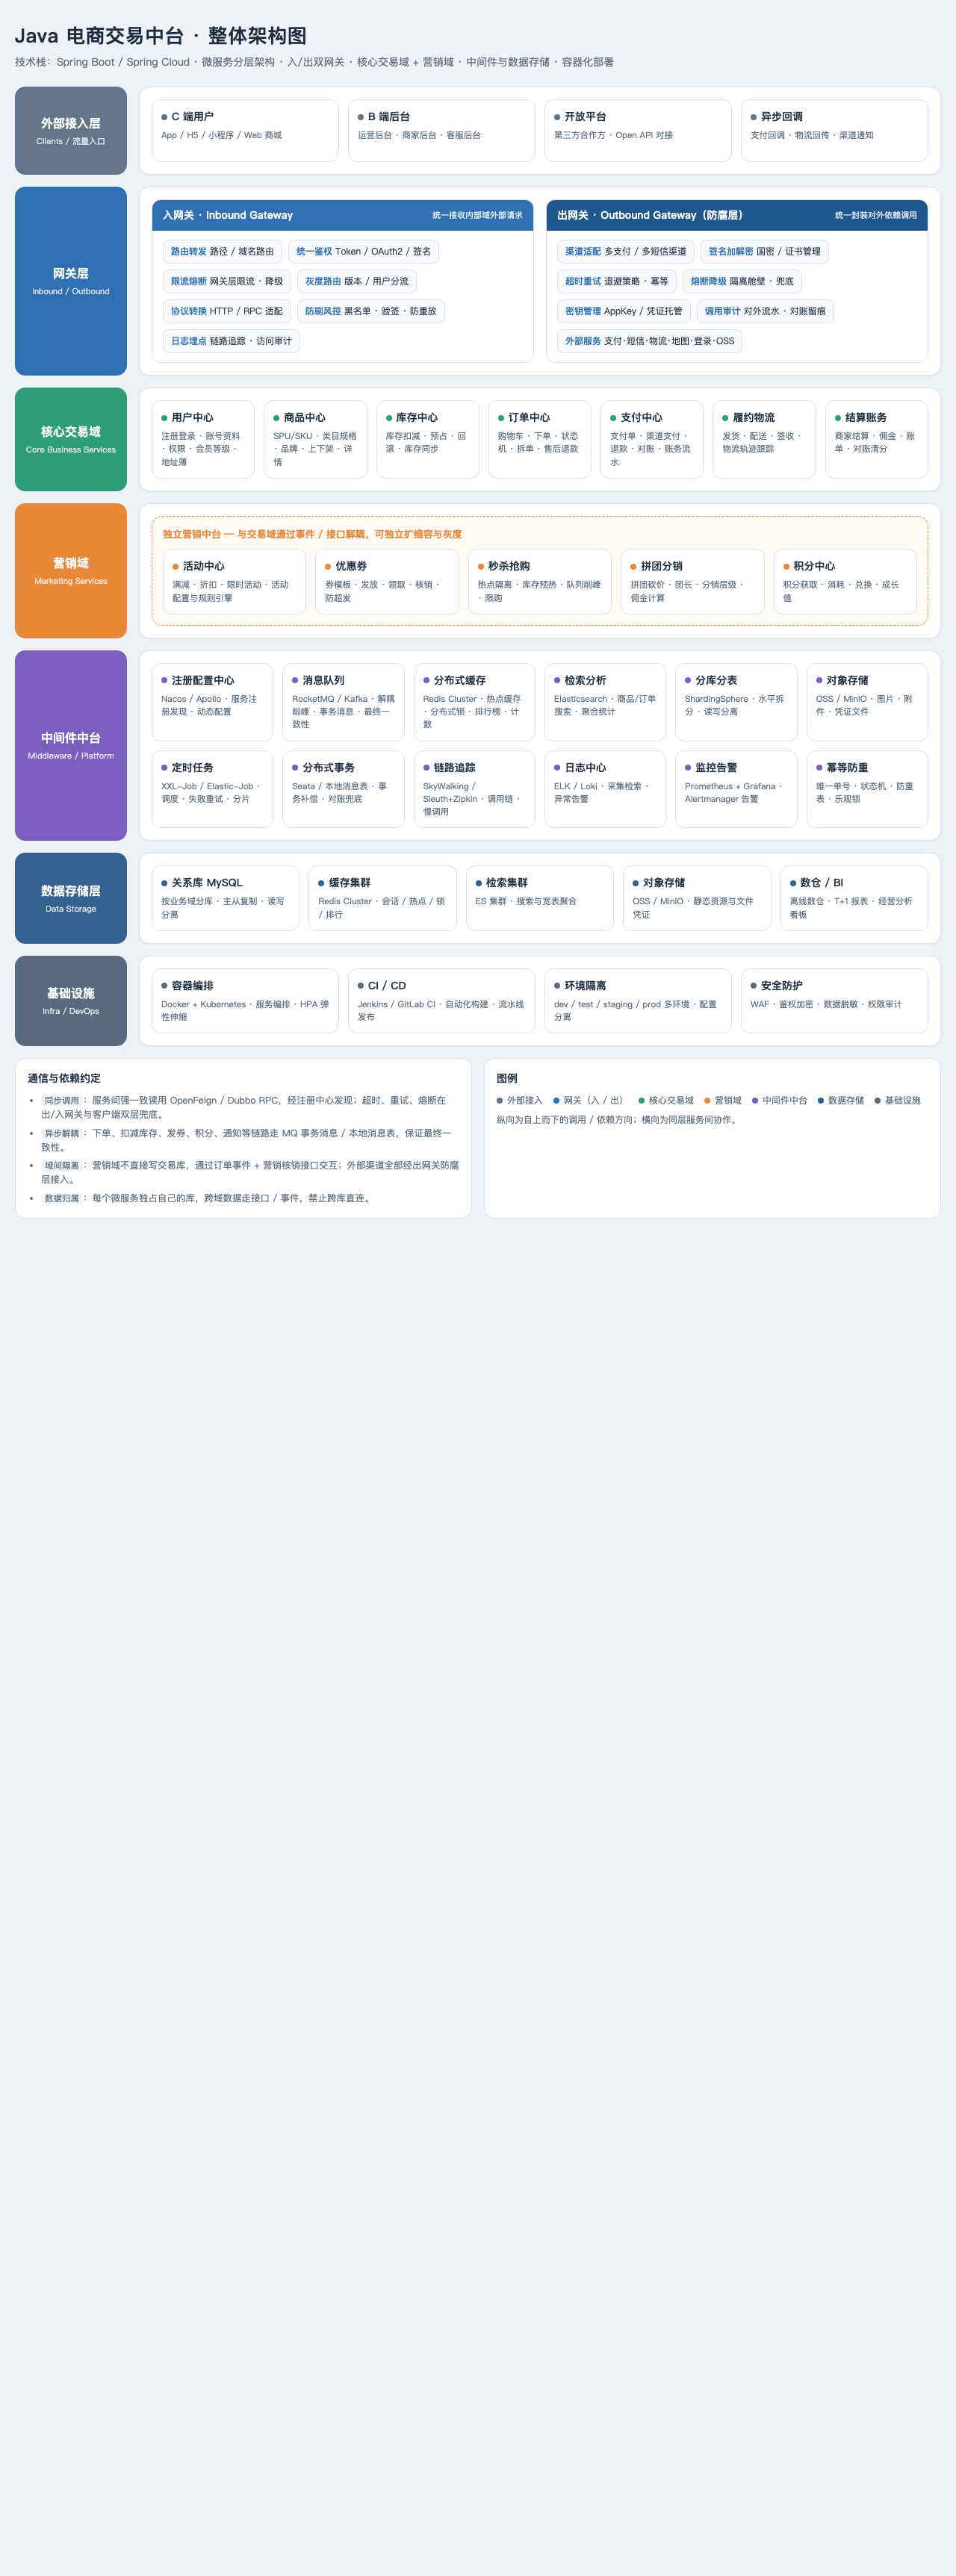 Java 电商交易中台 · 整体架构图
技术栈：Spring Boot / Spring Cloud · 微服务分层架构 · 入/出双网关 · 核心交易域 + 营销域 · 中间件与数据存储 · 容器化部署
外部接入层
Clients / 流量入口
C 端用户
App / H5 / 小程序 / Web 商城
B 端后台
运营后台 · 商家后台 · 客服后台
开放平台
第三方合作方 · Open API 对接
异步回调
支付回调 · 物流回传 · 渠道通知
网关层
Inbound / Outbound
入网关 · Inbound Gateway
统一接收内部域外部请求
路由转发 路径 / 域名路由
统一鉴权 Token / OAuth2 / 签名
限流熔断 网关层限流 · 降级
灰度路由 版本 / 用户分流
协议转换 HTTP / RPC 适配
防刷风控 黑名单 · 验签 · 防重放
日志埋点 链路追踪 · 访问审计
出网关 · Outbound Gateway（防腐层）
统一封装对外依赖调用
渠道适配 多支付 / 多短信渠道
签名加解密 国密 / 证书管理
超时重试 退避策略 · 幂等
熔断降级 隔离舱壁 · 兜底
密钥管理 AppKey / 凭证托管
调用审计 对外流水 · 对账留痕
外部服务 支付·短信·物流·地图·登录·OSS
核心交易域
Core Business Services
用户中心
注册登录 · 账号资料
· 权限 · 会员等级 ·
地址簿
商品中心
SPU/SKU · 类目规格
· 品牌 · 上下架 · 详
情
库存中心
库存扣减 · 预占 · 回
滚 · 库存同步
订单中心
购物车 · 下单 · 状态
机 · 拆单 · 售后退款
支付中心
支付单 · 渠道支付 ·
退款 · 对账 · 账务流
水
履约物流
发货 · 配送 · 签收 ·
物流轨迹跟踪
结算账务
商家结算 · 佣金 · 账
单 · 对账清分
营销域
Marketing Services
独立营销中台 — 与交易域通过事件 / 接口解耦，可独立扩缩容与灰度
活动中心
满减 · 折扣 · 限时活动 · 活动
配置与规则引擎
优惠券
券模板 · 发放 · 领取 · 核销 ·
防超发
秒杀抢购
热点隔离 · 库存预热 · 队列削峰
· 限购
拼团分销
拼团砍价 · 团长 · 分销层级 ·
佣金计算
积分中心
积分获取 · 消耗 · 兑换 · 成长
值
中间件中台
Middleware / Platform
注册配置中心
Nacos / Apollo · 服务注
册发现 · 动态配置
消息队列
RocketMQ / Kafka · 解耦
削峰 · 事务消息 · 最终一
致性
分布式缓存
Redis Cluster · 热点缓存
· 分布式锁 · 排行榜 · 计
数
检索分析
Elasticsearch · 商品/订单
搜索 · 聚合统计
分库分表
ShardingSphere · 水平拆
分 · 读写分离
对象存储
OSS / MinIO · 图片 · 附
件 · 凭证文件
定时任务
XXL-Job / Elastic-Job ·
调度 · 失败重试 · 分片
分布式事务
Seata / 本地消息表 · 事
务补偿 · 对账兜底
链路追踪
SkyWalking /
Sleuth+Zipkin · 调用链 ·
慢调用
日志中心
ELK / Loki · 采集检索 ·
异常告警
监控告警
Prometheus + Grafana ·
Alertmanager 告警
幂等防重
唯一单号 · 状态机 · 防重
表 · 乐观锁
数据存储层
Data Storage
关系库 MySQL
按业务域分库 · 主从复制 · 读写
分离
缓存集群
Redis Cluster · 会话 / 热点 / 锁
/ 排行
检索集群
ES 集群 · 搜索与宽表聚合
对象存储
OSS / MinIO · 静态资源与文件
凭证
数仓 / BI
离线数仓 · T+1 报表 · 经营分析
看板
基础设施
Infra / DevOps
容器编排
Docker + Kubernetes · 服务编排 · HPA 弹
性伸缩
CI / CD
Jenkins / GitLab CI · 自动化构建 · 流水线
发布
环境隔离
dev / test / staging / prod 多环境 · 配置
分离
安全防护
WAF · 鉴权加密 · 数据脱敏 · 权限审计
通信与依赖约定
• 同步调用 ：服务间强一致读用 OpenFeign / Dubbo RPC，经注册中心发现；超时、重试、熔断在
出/入网关与客户端双层兜底。
• 异步解耦 ：下单、扣减库存、发券、积分、通知等链路走 MQ 事务消息 / 本地消息表，保证最终一
致性。
• 域间隔离 ：营销域不直接写交易库，通过订单事件 + 营销核销接口交互；外部渠道全部经出网关防腐
层接入。
• 数据归属 ：每个微服务独占自己的库，跨域数据走接口 / 事件，禁止跨库直连。
图例
外部接入 网关（入 / 出） 核心交易域 营销域 中间件中台 数据存储 基础设施
纵向为自上而下的调用 / 依赖方向；横向为同层服务间协作。